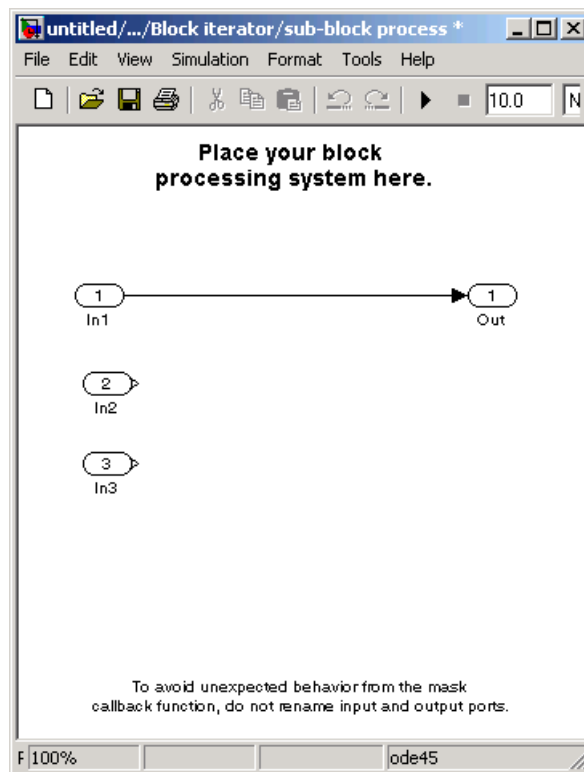 untitled/.../Block iterator/sub-block process *
File Edit View Simulation Format Tools Help
10.0 N
Place your block
processing system here.
1 1
In1 Out
2
In2
3
In3
To avoid unexpected behavior from the mask
callback function, do not rename input and output ports.
F 100% ode45